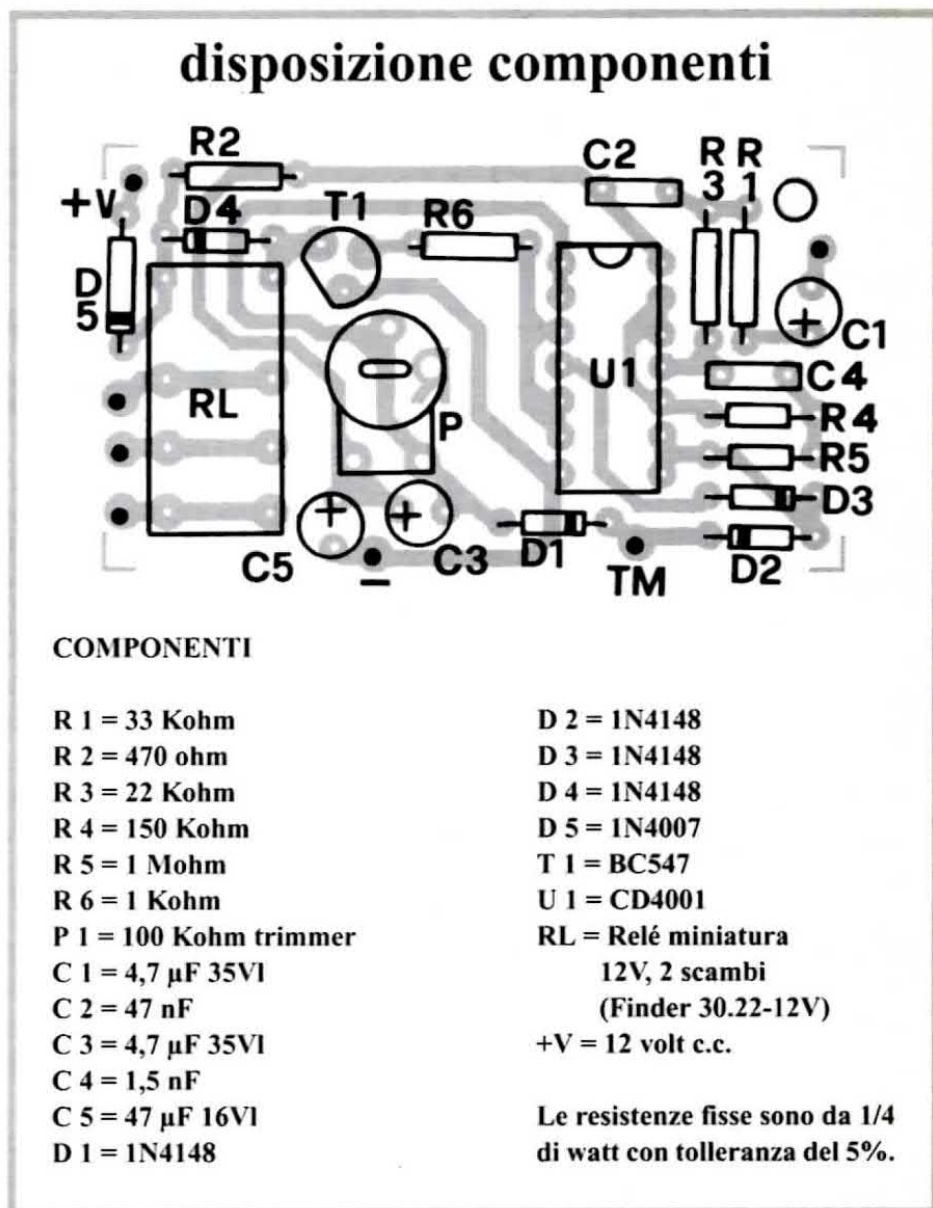 disposizione componenti
R2
C2
R
3
R
1
+V
D4
T1
R6
D
5
C1
U1
C4
RL
R4
P
R5
D3
C5
C3
D1
D2
–
TM
COMPONENTI
R 1 = 33 Kohm
R 2 = 470 ohm
R 3 = 22 Kohm
R 4 = 150 Kohm
R 5 = 1 Mohm
R 6 = 1 Kohm
P 1 = 100 Kohm trimmer
C 1 = 4,7 µF 35Vl
C 2 = 47 nF
C 3 = 4,7 µF 35Vl
C 4 = 1,5 nF
C 5 = 47 µF 16Vl
D 1 = 1N4148
D 2 = 1N4148
D 3 = 1N4148
D 4 = 1N4148
D 5 = 1N4007
T 1 = BC547
U 1 = CD4001
RL = Relé miniatura
12V, 2 scambi
(Finder 30.22-12V)
+V = 12 volt c.c.
Le resistenze fisse sono da 1/4
di watt con tolleranza del 5%.